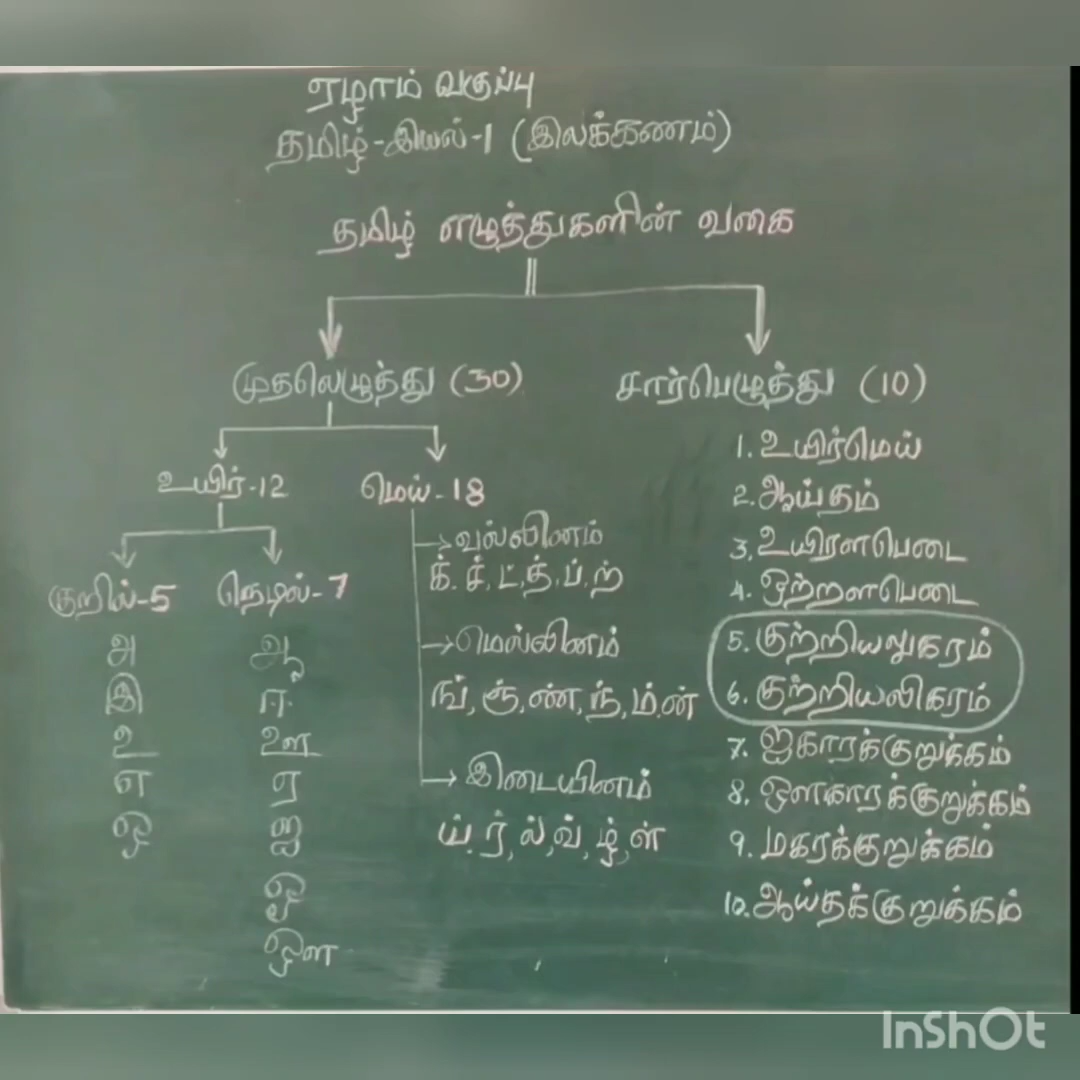 ஏழாம் வகுப்பு
தமிழ்-இயல்-1 (இலக்கணம்)
தமிழ் எழுத்துகளின் வகை
முதலெழுத்து (30)
சார்பெழுத்து (10)
உயிர்-12
மெய்-18
குறில்-5
நெடில்-7
அ
இ
உ
எ
ஒ
ஆ
ஈ
ஊ
ஏ
ஐ
ஓ
ஔ
வல்லினம்
க்.ச்,ட்,த்.ப்.ற்
மெல்லினம்
ங்,ஞ்,ண்,ந்,ம்.ன்
இடையினம்
ய்.ர்,ல்,வ்,ழ்,ள்
1. உயிர்மெய்
2. ஆய்தம்
3. உயிரளபெடை
4. ஒற்றளபெடை
5. குற்றியலுகரம்
6. குற்றியலிகரம்
7. ஐகாரக்குறுக்கம்
8. ஔகாரக்குறுக்கம்
9. மகரக்குறுக்கம்
10. ஆய்தக்குறுக்கம்
InShOt